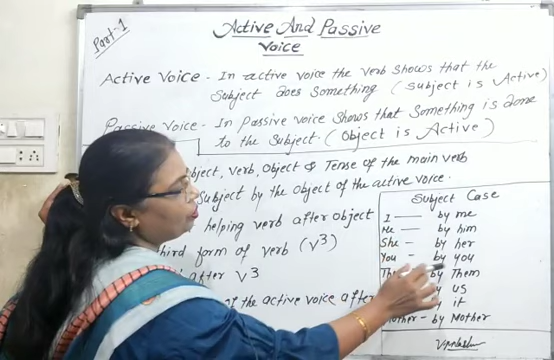 Part-1
Active And Passive
Voice
Active Voice - In active voice the verb shows that the
Subject does something (Subject is Active)
Passive Voice - In passive voice shows that Something is done
to the Subject. (Object is Active)
bject, Verb, Object & Tense of the main verb
Subject by the object of the active voice.
helping verb after object
third form of verb (V3)
after V3
of the active voice after
Subject Case
I — by me
He — by him
She - by her
You - by you
Th by Them
by us
by it
Mother - by Mother